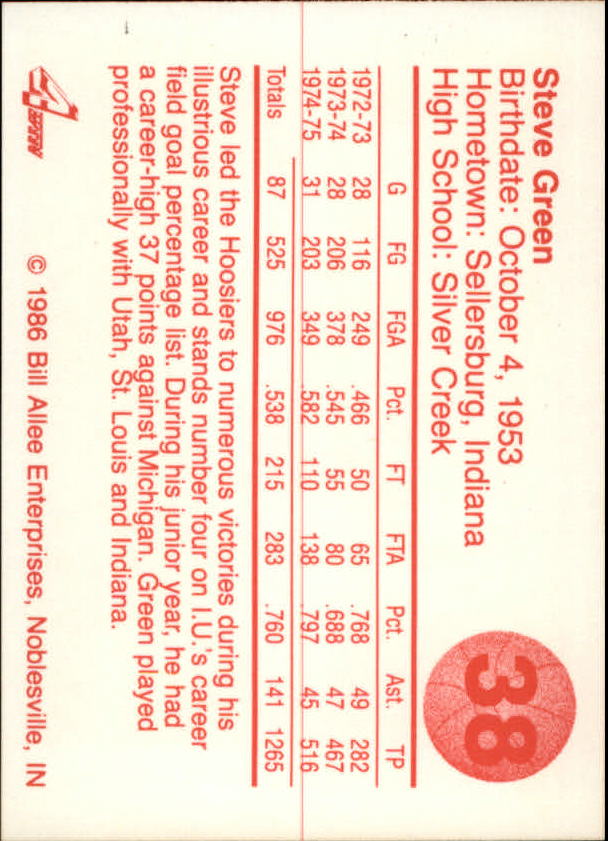 Steve Green
Birthdate: October 4, 1953
Hometown: Sellersburg, Indiana
High School: Silver Creek
38
G FG FGA Pct. FT FTA Pct. Ast. TP
1972-73 28 116 249 .466 50 65 .768 49 282
1973-74 28 206 378 .545 55 80 .688 47 467
1974-75 31 203 349 .582 110 138 .797 45 516
Totals 87 525 976 .538 215 283 .760 141 1265
Steve led the Hoosiers to numerous victories during his
illustrious career and stands number four on I.U.'s career
field goal percentage list. During his junior year, he had
a career-high 37 points against Michigan. Green played
professionally with Utah, St. Louis and Indiana.
© 1986 Bill Allee Enterprises, Noblesville, IN